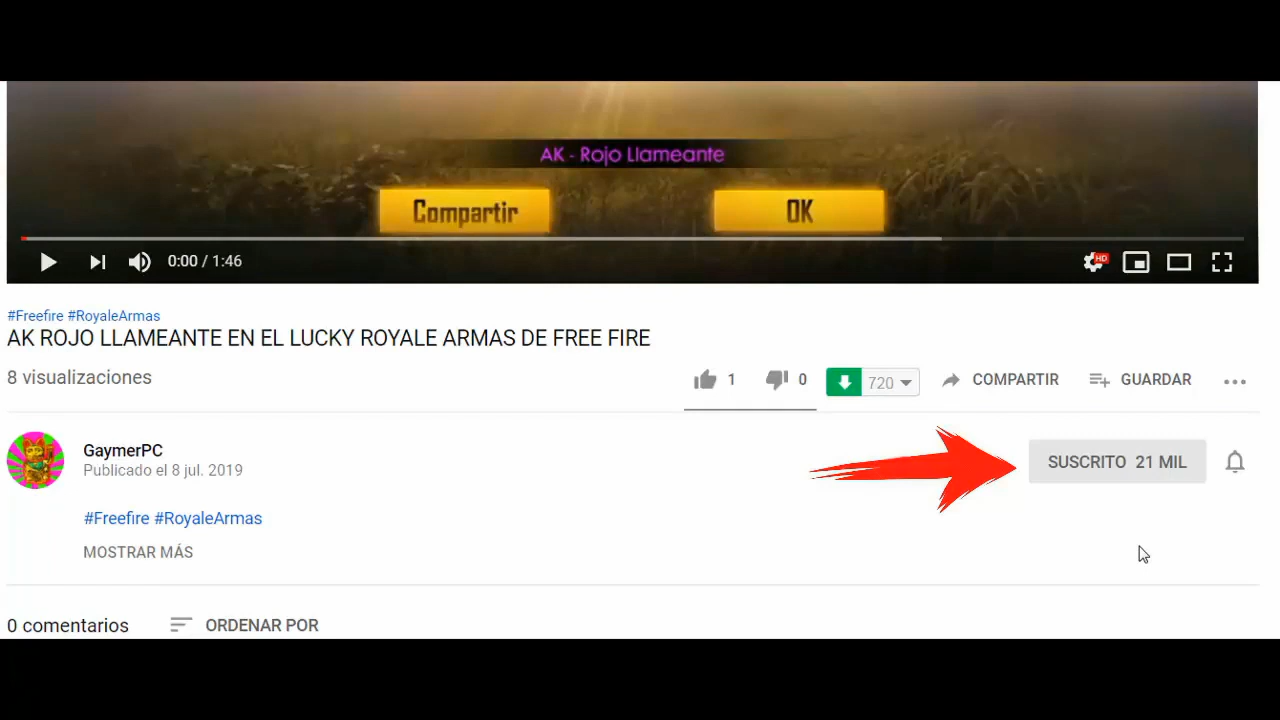 AK - Rojo Llameante
Compartir OK
0:00 / 1:46 HD
#Freefire #RoyaleArmas
AK ROJO LLAMEANTE EN EL LUCKY ROYALE ARMAS DE FREE FIRE
8 visualizaciones 1 0 720 COMPARTIR GUARDAR
GaymerPC
Publicado el 8 jul. 2019
SUSCRITO 21 MIL
#Freefire #RoyaleArmas
MOSTRAR MÁS
0 comentarios ORDENAR POR